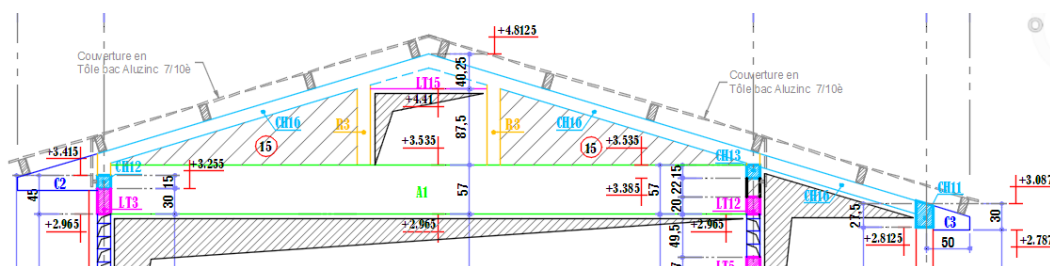 +4.8125
Couverture en
Tôle bac Aluzinc 7/10è
40,25
Couverture en
Tôle bac Aluzinc 7/10è
LT15
+4.41
CH16
R3
87,5
R3
CH16
15
15
+3.415
+3.535
+3.535
CH12
+3.255
CH13
15
C2
15
45
A1
57
57
22
+3.385
CH16
CH11
+3.087
LT3
30
20
LT12
27,5
30
+2.965
+2.965
+2.965
C3
49,5
+2.8125
50
+2.787
LT5